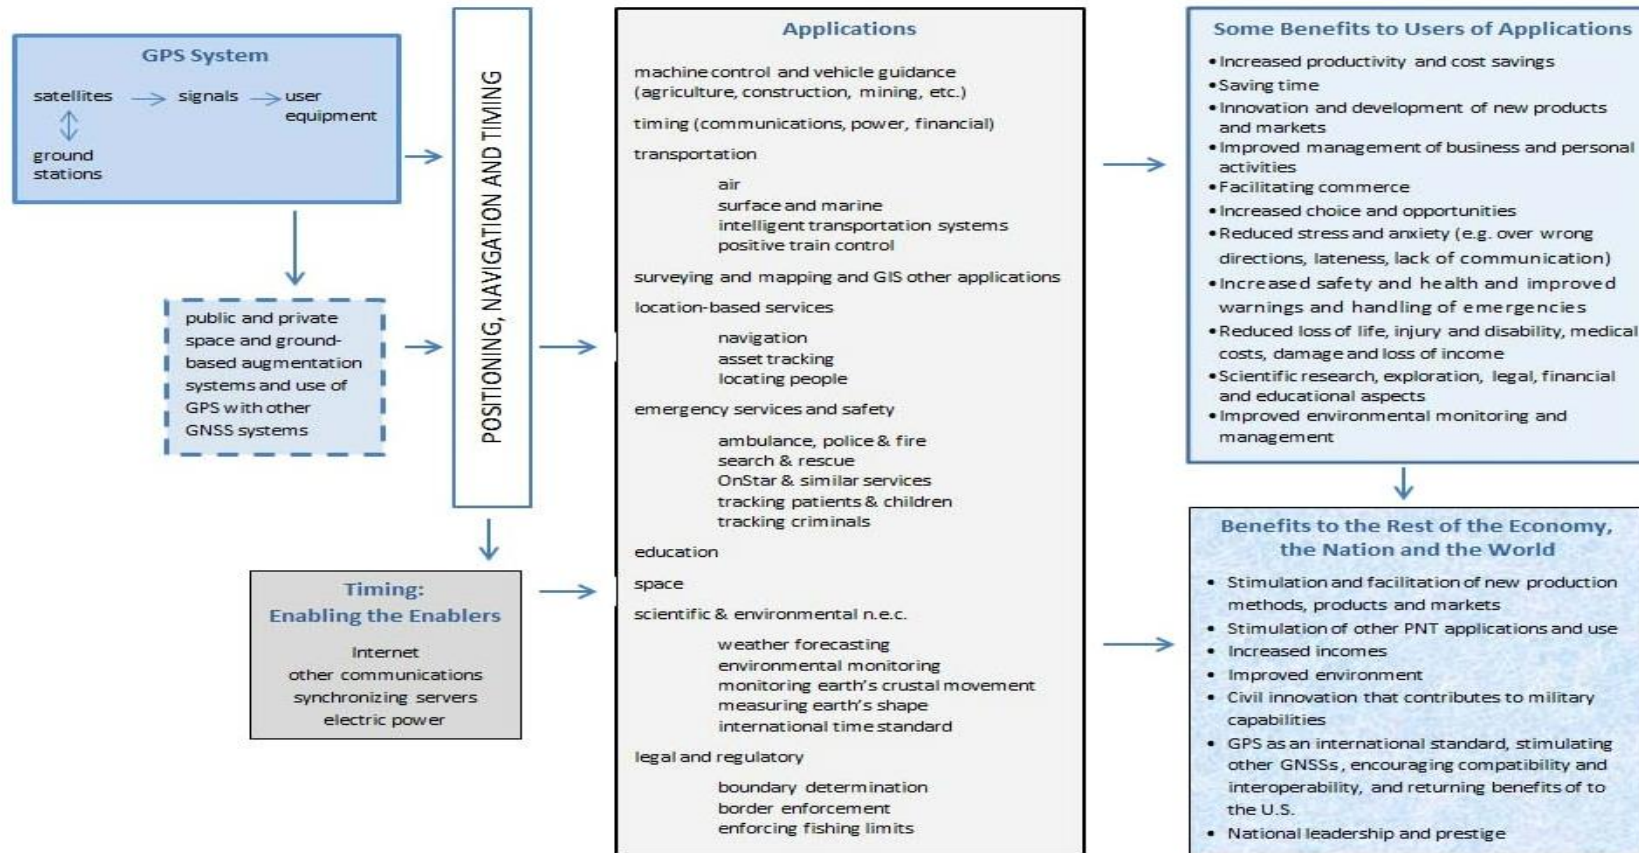 GPS System
satellites
signals
user
equipment
ground
stations
public and private
space and ground-
based augmentation
systems and use of
GPS with other
GNSS systems
POSITIONING, NAVIGATION AND TIMING
Timing:
Enabling the Enablers
Internet
other communications
synchronizing servers
electric power
Applications
machine control and vehicle guidance
(agriculture, construction, mining, etc.)
timing (communications, power, financial)
transportation
air
surface and marine
intelligent transportation systems
positive train control
surveying and mapping and GIS other applications
location-based services
navigation
asset tracking
locating people
emergency services and safety
ambulance, police & fire
search & rescue
OnStar & similar services
tracking patients & children
tracking criminals
education
space
scientific & environmental n.e.c.
weather forecasting
environmental monitoring
monitoring earth's crustal movement
measuring earth's shape
international time standard
legal and regulatory
boundary determination
border enforcement
enforcing fishing limits
Some Benefits to Users of Applications
• Increased productivity and cost savings
• Saving time
• Innovation and development of new products
and markets
• Improved management of business and personal
activities
• Facilitating commerce
• Increased choice and opportunities
• Reduced stress and anxiety (e.g. over wrong
directions, lateness, lack of communication)
• Increased safety and health and improved
warnings and handling of emergencies
• Reduced loss of life, injury and disability, medical
costs, damage and loss of income
• Scientific research, exploration, legal, financial
and educational aspects
• Improved environmental monitoring and
management
Benefits to the Rest of the Economy,
the Nation and the World
• Stimulation and facilitation of new production
methods, products and markets
• Stimulation of other PNT applications and use
• Increased incomes
• Improved environment
• Civil innovation that contributes to military
capabilities
• GPS as an international standard, stimulating
other GNSSs, encouraging compatibility and
interoperability, and returning benefits of to
the U.S.
• National leadership and prestige